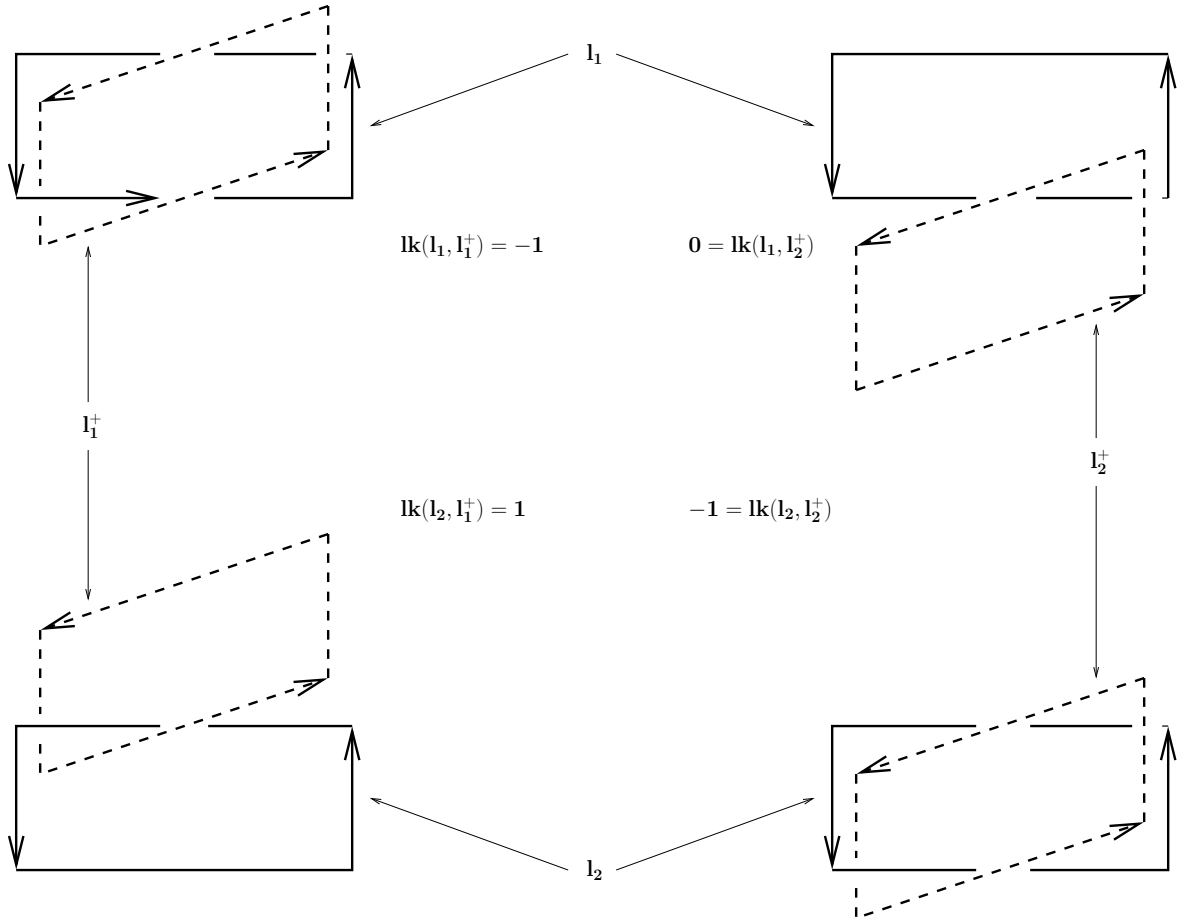 l₁
lk(l₁, l₁⁺) = −1
0 = lk(l₁, l₂⁺)
l₁⁺
l₂⁺
lk(l₂, l₁⁺) = 1
−1 = lk(l₂, l₂⁺)
l₂